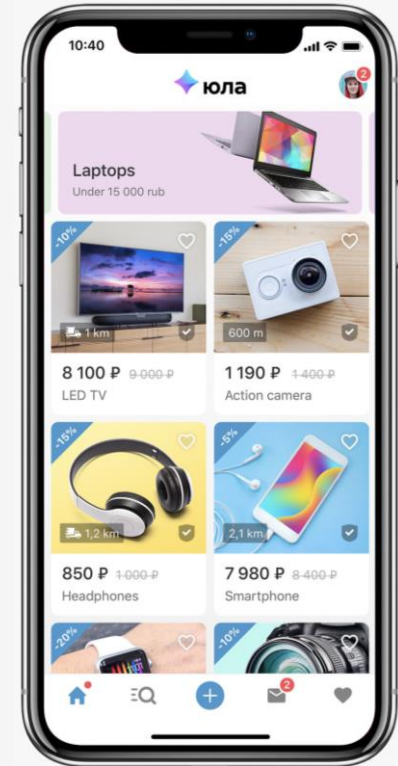 10:40
юла
2
Laptops
Under 15 000 rub
-10%
-15%
1 km
600 m
8 100 ₽ 9 000 ₽
1 190 ₽ 1 400 ₽
LED TV
Action camera
-15%
-5%
1,2 km
2,1 km
850 ₽ 1 000 ₽
7 980 ₽ 8 400 ₽
Headphones
Smartphone
-20%
-10%
2